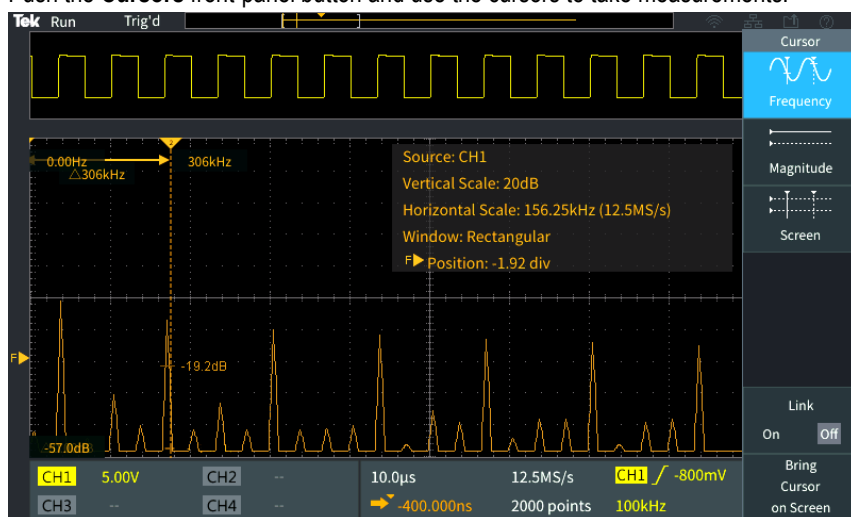 Push the Cursors front-panel button and use the cursors to take measurements.
Tek Run Trig'd
Cursor
Frequency
Magnitude
Screen
Link
On Off
Bring
Cursor
on Screen
0.00Hz 306kHz
△306kHz
Source: CH1
Vertical Scale: 20dB
Horizontal Scale: 156.25kHz (12.5MS/s)
Window: Rectangular
F Position: -1.92 div
F
-19.2dB
-57.0dB
CH1 5.00V CH2 -- 10.0µs 12.5MS/s CH1 -800mV
CH3 -- CH4 -- -400.000ns 2000 points 100kHz